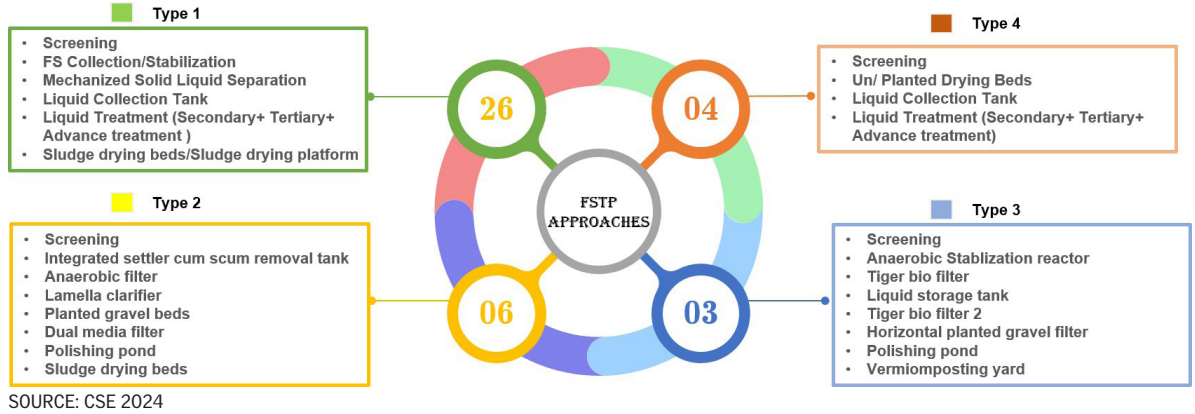 Type 1
• Screening
• FS Collection/Stabilization
• Mechanized Solid Liquid Separation
• Liquid Collection Tank
• Liquid Treatment (Secondary+ Tertiary+
Advance treatment )
• Sludge drying beds/Sludge drying platform
26
04
Type 4
• Screening
• Un/ Planted Drying Beds
• Liquid Collection Tank
• Liquid Treatment (Secondary+ Tertiary+
Advance treatment)
FSTP
APPROACHES
Type 2
• Screening
• Integrated settler cum scum removal tank
• Anaerobic filter
• Lamella clarifier
• Planted gravel beds
• Dual media filter
• Polishing pond
• Sludge drying beds
06
03
Type 3
• Screening
• Anaerobic Stablization reactor
• Tiger bio filter
• Liquid storage tank
• Tiger bio filter 2
• Horizontal planted gravel filter
• Polishing pond
• Vermiomposting yard
SOURCE: CSE 2024